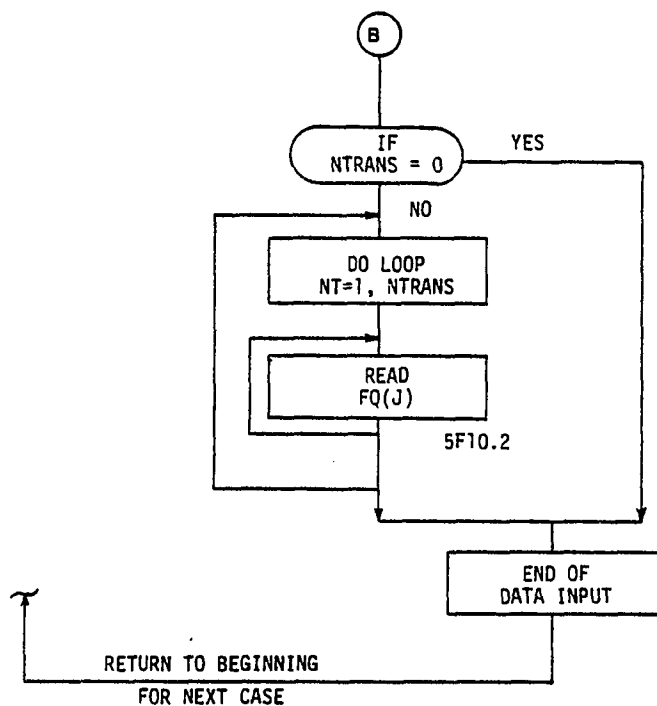 B
IF
NTRANS = 0
YES
NO
DO LOOP
NT=1, NTRANS
READ
FQ(J)
5F10.2
END OF
DATA INPUT
RETURN TO BEGINNING
FOR NEXT CASE